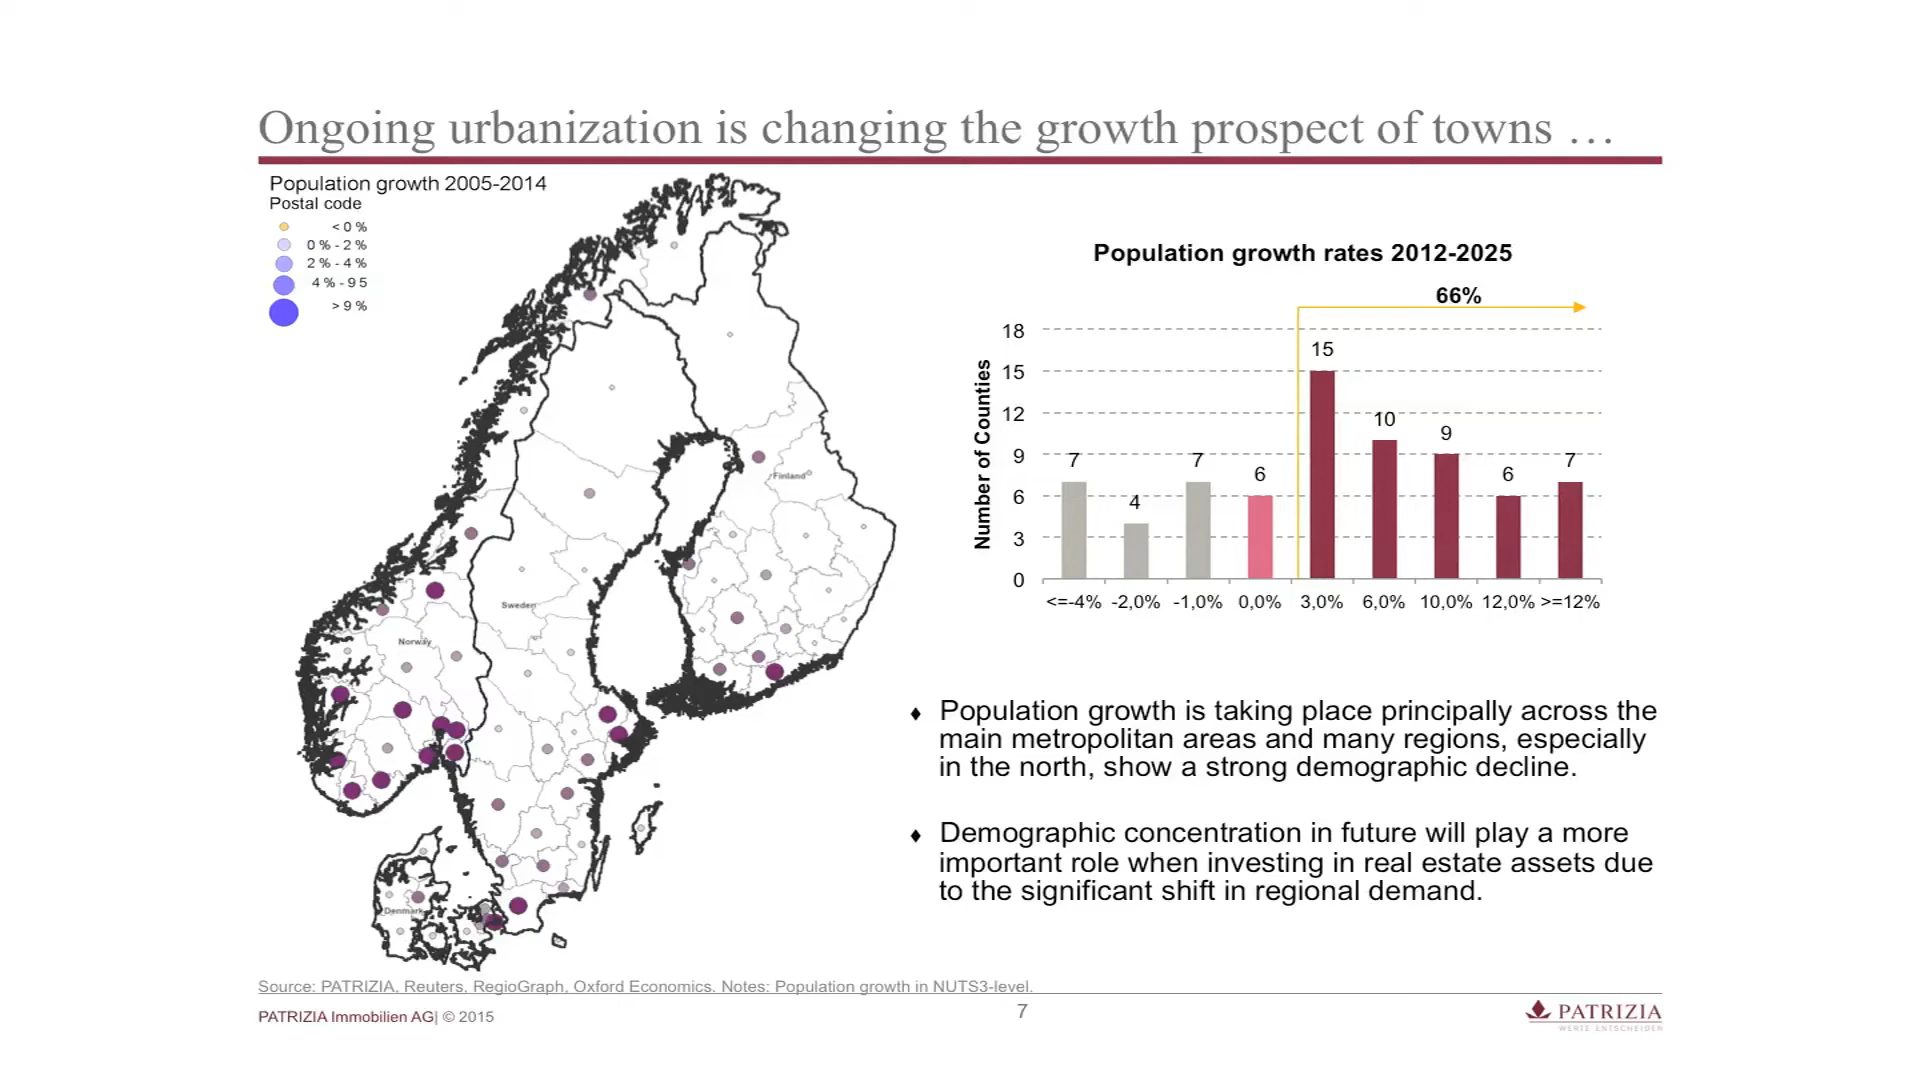 Ongoing urbanization is changing the growth prospect of towns …
Population growth 2005-2014
Postal code
< 0 %
0 % - 2 %
2 % - 4 %
4 % - 9 5
> 9 %
Finland
Sweden
Norway
Denmark
Population growth rates 2012-2025
66%
Number of Counties
18
15
12
9
6
3
0
7
4
7
6
15
10
9
6
7
<=-4% -2,0% -1,0% 0,0% 3,0% 6,0% 10,0% 12,0% >=12%
♦ Population growth is taking place principally across the
main metropolitan areas and many regions, especially
in the north, show a strong demographic decline.
♦ Demographic concentration in future will play a more
important role when investing in real estate assets due
to the significant shift in regional demand.
Source: PATRIZIA, Reuters, RegioGraph, Oxford Economics. Notes: Population growth in NUTS3-level.
PATRIZIA Immobilien AG| © 2015
7
PATRIZIA
WERTE ENTSCHEIDEN